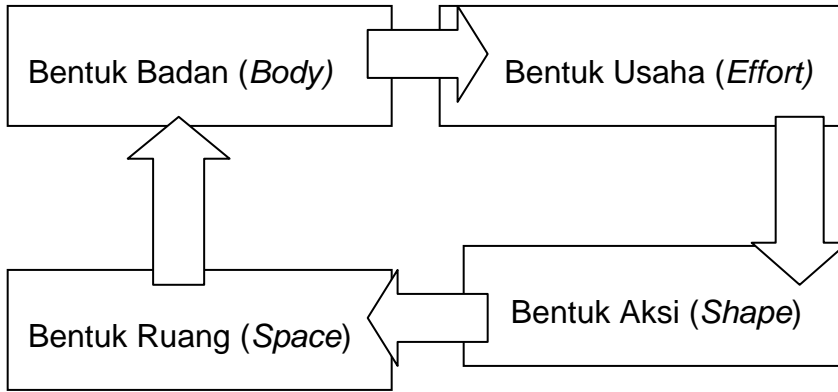 Bentuk Badan (Body)
Bentuk Usaha (Effort)
Bentuk Aksi (Shape)
Bentuk Ruang (Space)